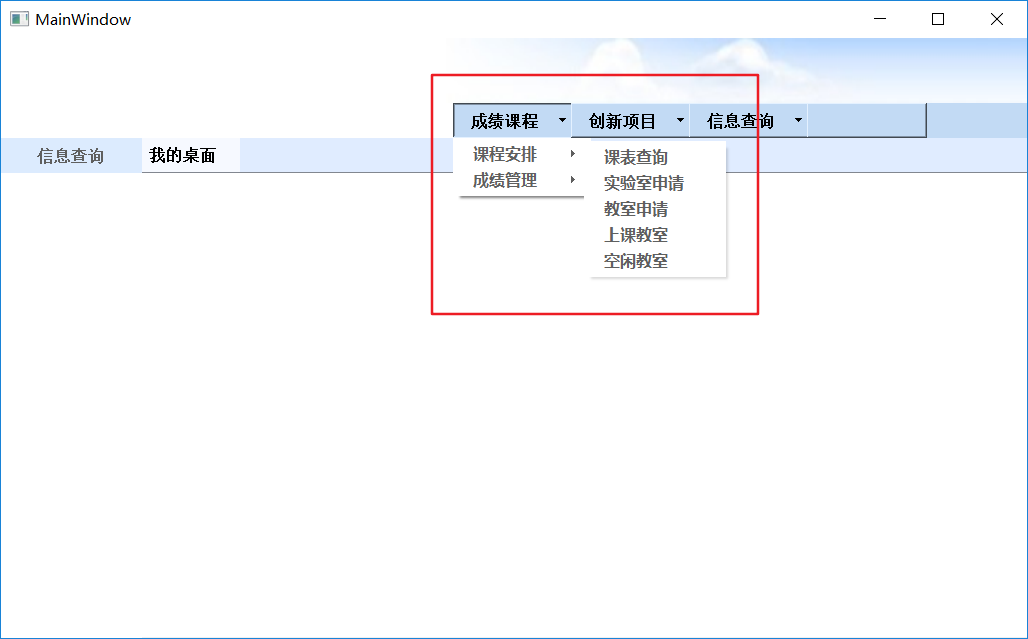 MainWindow
成绩课程 创新项目 信息查询
信息查询 我的桌面
课程安排
成绩管理
课表查询
实验室申请
教室申请
上课教室
空闲教室